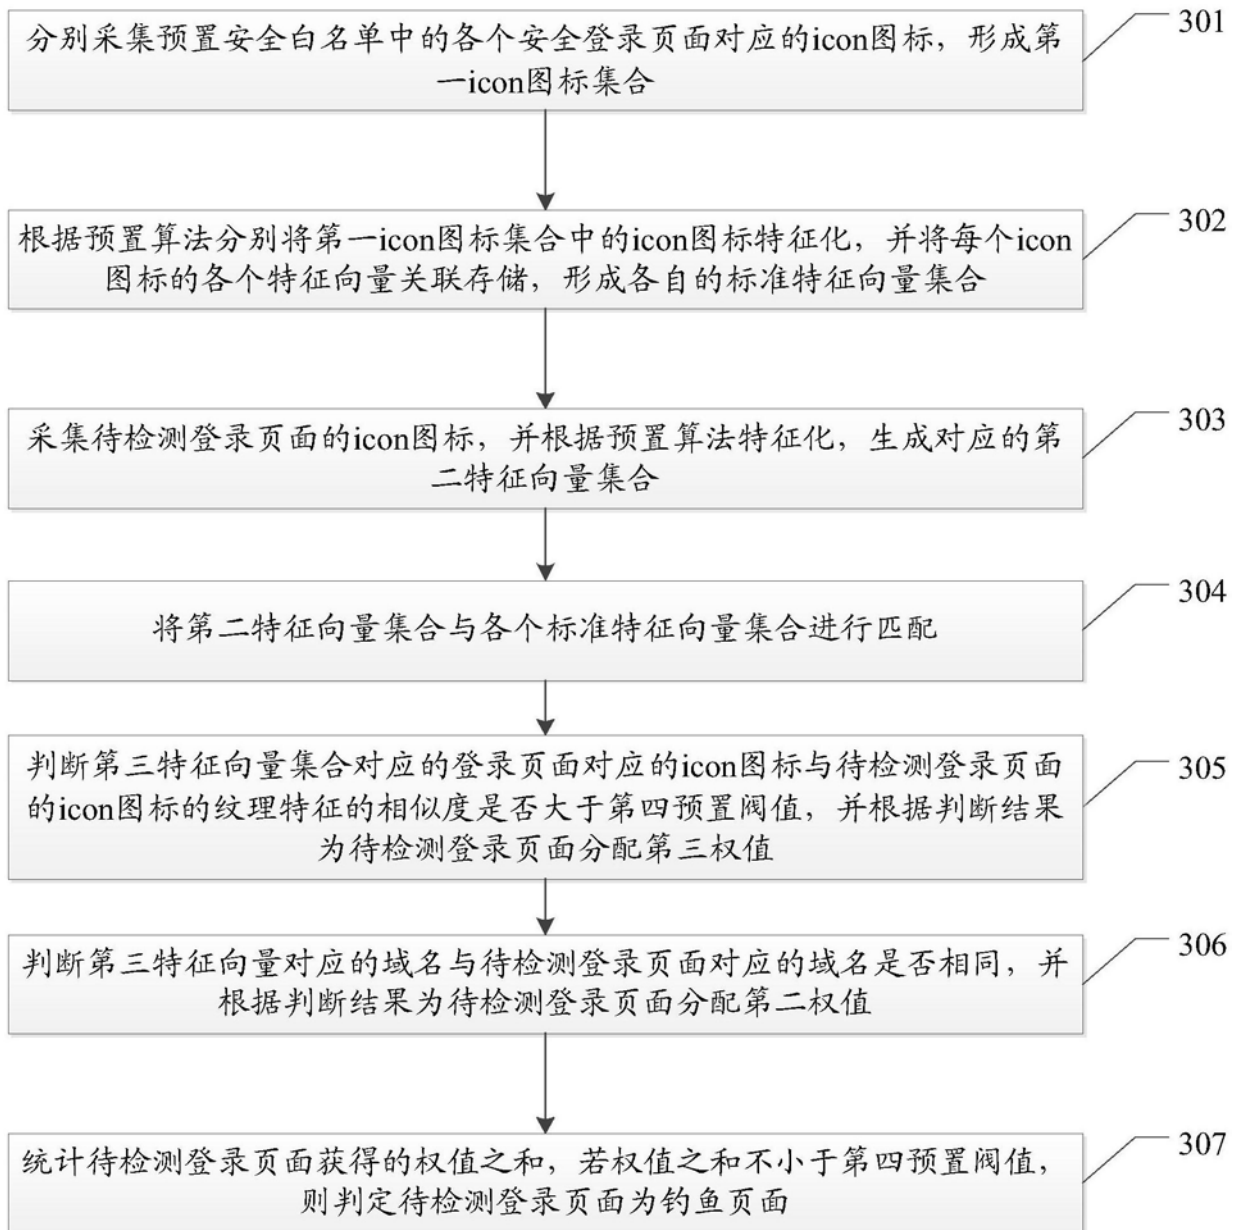 分别采集预置安全白名单中的各个安全登录页面对应的icon图标，形成第
一icon图标集合
301
根据预置算法分别将第一icon图标集合中的icon图标特征化，并将每个icon
图标的各个特征向量关联存储，形成各自的标准特征向量集合
302
采集待检测登录页面的icon图标，并根据预置算法特征化，生成对应的第
二特征向量集合
303
将第二特征向量集合与各个标准特征向量集合进行匹配
304
判断第三特征向量集合对应的登录页面对应的icon图标与待检测登录页面
的icon图标的纹理特征的相似度是否大于第四预置阀值，并根据判断结果
为待检测登录页面分配第三权值
305
判断第三特征向量对应的域名与待检测登录页面对应的域名是否相同，并
根据判断结果为待检测登录页面分配第二权值
306
统计待检测登录页面获得的权值之和，若权值之和不小于第四预置阀值，
则判定待检测登录页面为钓鱼页面
307